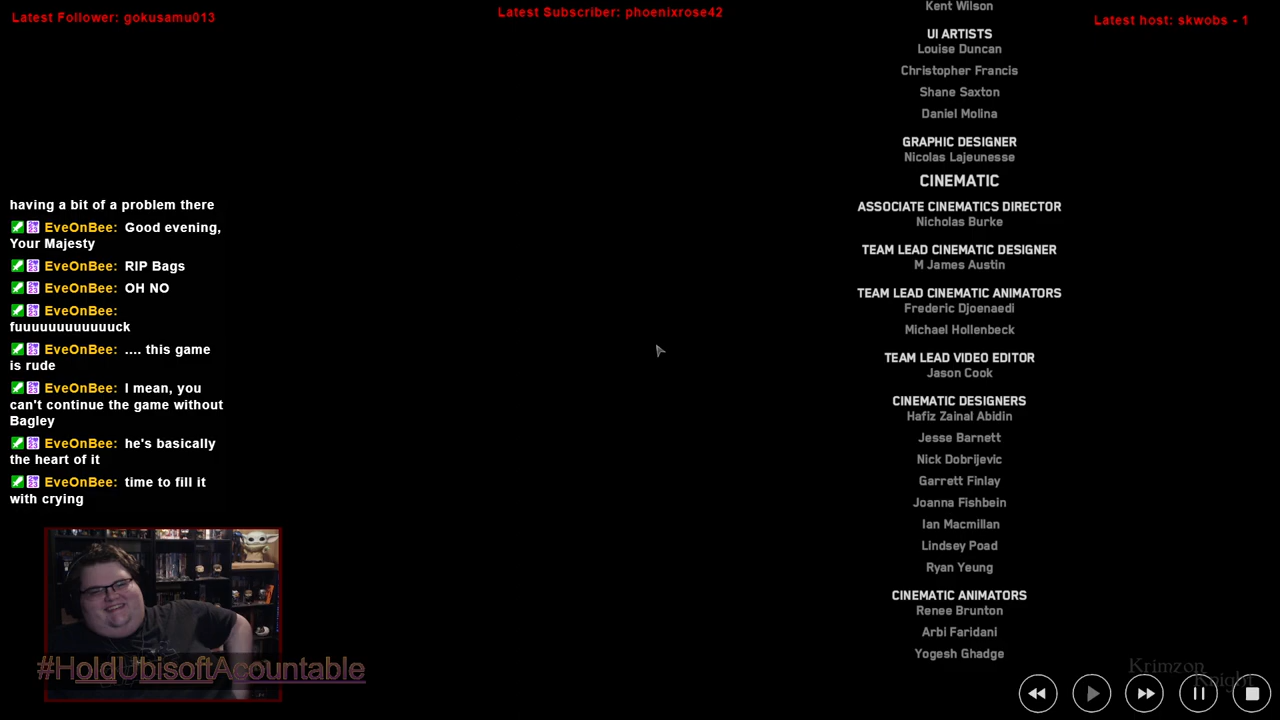 Latest Follower: gokusamu013
Latest Subscriber: phoenixrose42
Latest host: skwobs - 1
having a bit of a problem there
EveOnBee: Good evening,
Your Majesty
EveOnBee: RIP Bags
EveOnBee: OH NO
EveOnBee:
fuuuuuuuuuuuck
EveOnBee: .... this game
is rude
EveOnBee: I mean, you
can't continue the game without
Bagley
EveOnBee: he's basically
the heart of it
EveOnBee: time to fill it
with crying
#HoldUbisoftAcountable
Kent Wilson
UI ARTISTS
Louise Duncan
Christopher Francis
Shane Saxton
Daniel Molina
GRAPHIC DESIGNER
Nicolas Lajeunesse
CINEMATIC
ASSOCIATE CINEMATICS DIRECTOR
Nicholas Burke
TEAM LEAD CINEMATIC DESIGNER
M James Austin
TEAM LEAD CINEMATIC ANIMATORS
Frederic Djoenaedi
Michael Hollenbeck
TEAM LEAD VIDEO EDITOR
Jason Cook
CINEMATIC DESIGNERS
Hafiz Zainal Abidin
Jesse Barnett
Nick Dobrijevic
Garrett Finlay
Joanna Fishbein
Ian Macmillan
Lindsey Poad
Ryan Yeung
CINEMATIC ANIMATORS
Renee Brunton
Arbi Faridani
Yogesh Ghadge
Krimzon
Knight